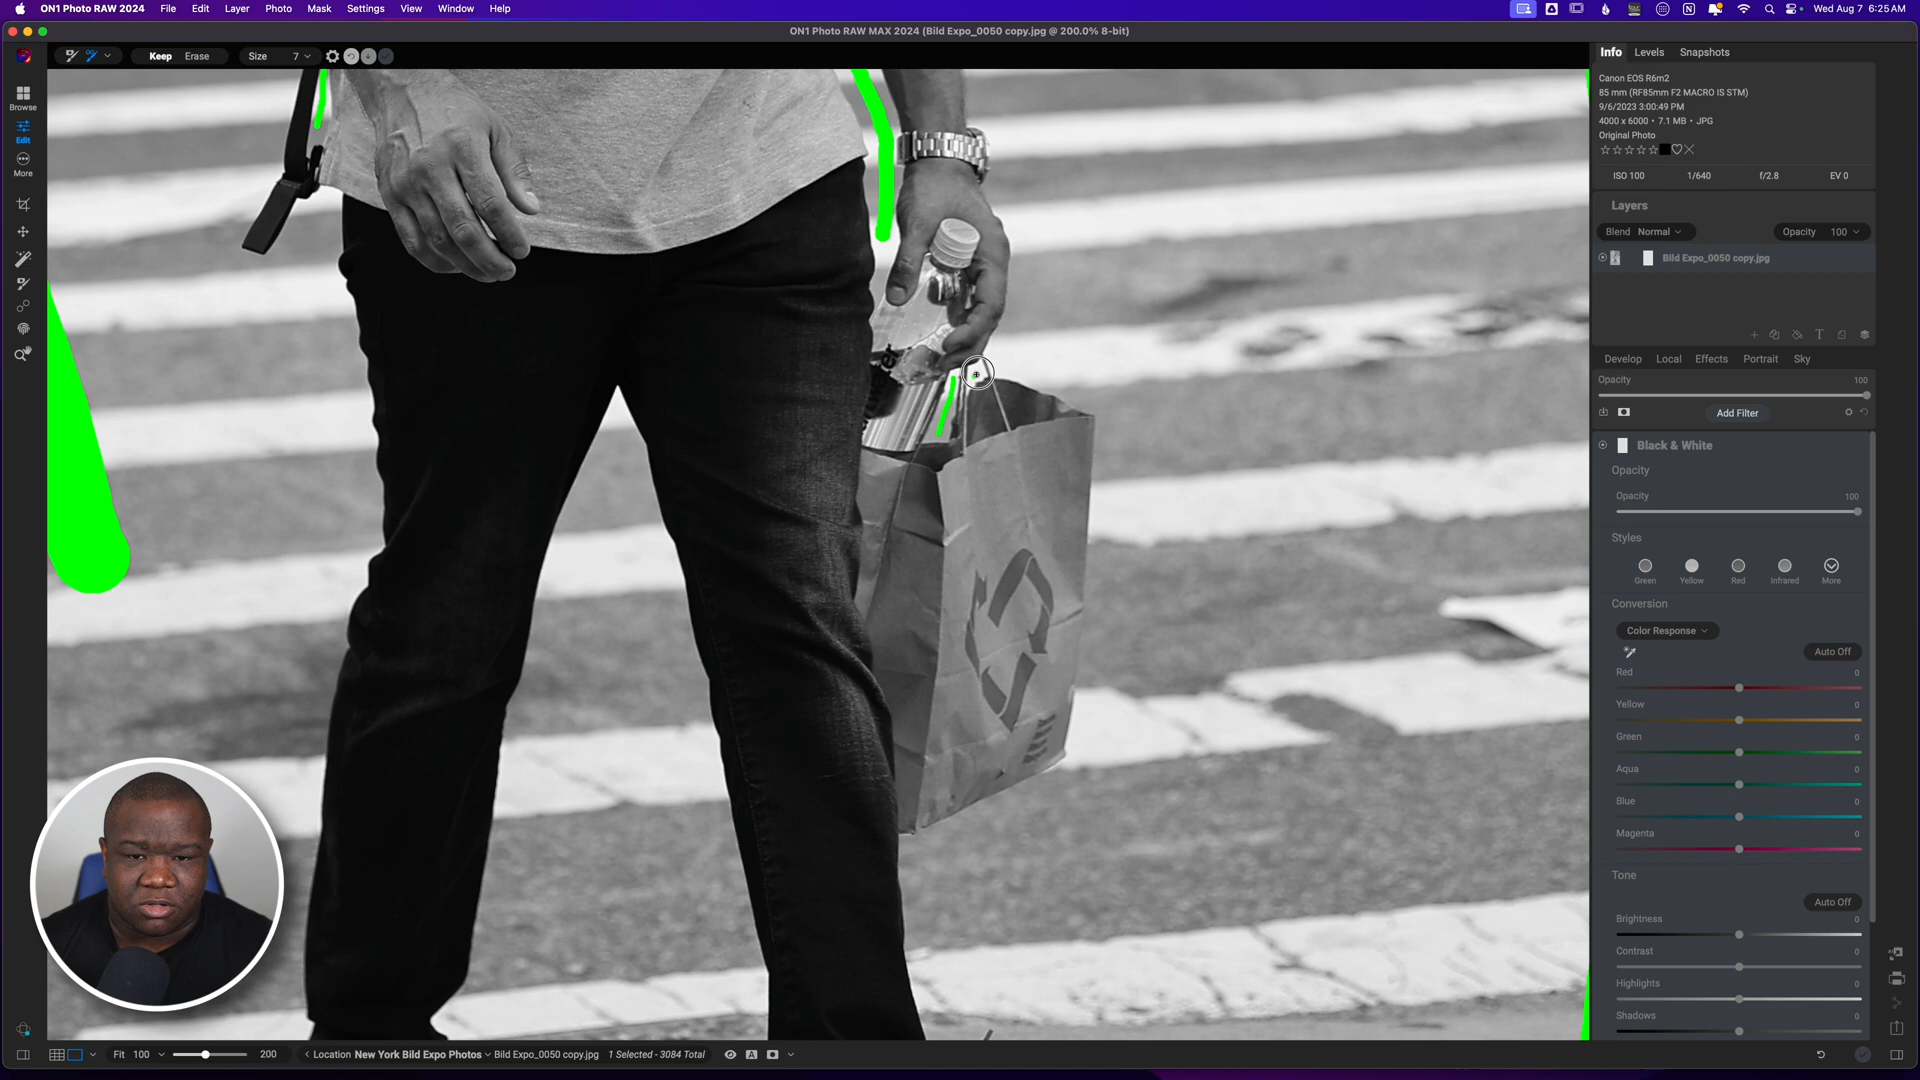 ON1 Photo RAW MAX 2024 File Edit Layer Photo Mask Settings Action View Window Help Wed Aug 7 6:25 AM
ON1 Photo RAW MAX 2024 (Bild Expo_0050 copy.jpg @ 200.0% 8-bit)
Keep Erase Size 7
Info Levels Snapshots
Browse
Edit
More
Canon EOS R6m2
85 mm (RF85mm F2 MACRO IS STM)
9/6/2023 3:00:49 PM
4000 x 6000 • 7.1 MB • JPG
Original Photo
ISO 100 1/640 f/2.8 EV 0
Layers
Blend Normal Opacity 100
Bild Expo_0050 copy.jpg
Develop Local Effects Portrait Sky
Opacity 100
Add Filter
Black & White
Opacity
Opacity 100
Styles
Green Yellow Red Infrared More
Conversion
Color Response
Auto Off
Red 0
Yellow 0
Green 0
Aqua 0
Blue 0
Magenta 0
Tone
Auto Off
Brightness 0
Contrast 0
Highlights 0
Shadows 0
Fit 100 200 Location New York Bild Expo Photos Bild Expo_0050 copy.jpg 1 Selected - 3084 Total